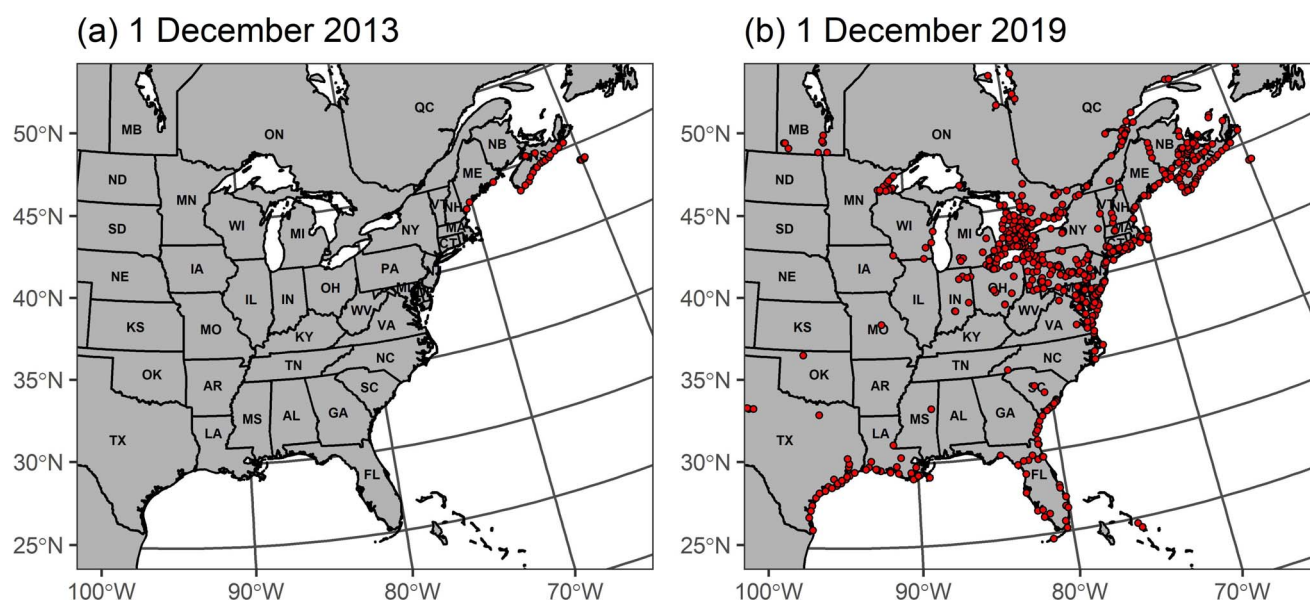 (a) 1 December 2013
50°N
45°N
40°N
35°N
30°N
25°N
QC
MB
ON
NB
ME
ND
MN
VT
NH
SD
WI
MI
NY
MA
CT
NE
IA
PA
IL
IN
OH
KS
MO
WV
VA
KY
TN
NC
OK
AR
SC
MS
AL
GA
TX
LA
FL
100°W
90°W
80°W
70°W
(b) 1 December 2019
50°N
45°N
40°N
35°N
30°N
25°N
QC
MB
ON
NB
ME
ND
MN
VT
NH
SD
WI
MI
NY
MA
CT
NE
IA
IL
IN
OH
KS
MO
WV
VA
KY
TN
NC
OK
AR
SC
MS
AL
GA
TX
LA
FL
100°W
90°W
80°W
70°W